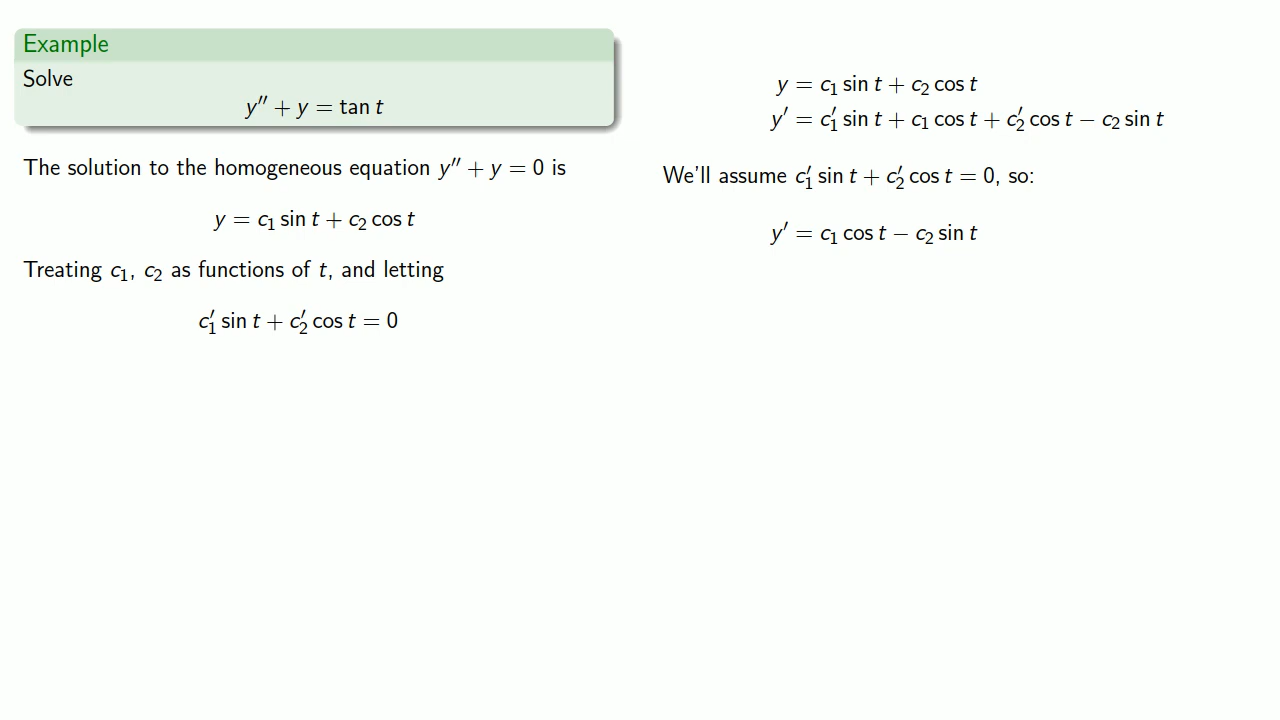 Example
Solve
y″ + y = tan t
The solution to the homogeneous equation y″ + y = 0 is
y = c₁ sin t + c₂ cos t
Treating c₁, c₂ as functions of t, and letting
c₁′ sin t + c₂′ cos t = 0
y = c₁ sin t + c₂ cos t
y′ = c₁′ sin t + c₁ cos t + c₂′ cos t − c₂ sin t
We'll assume c₁′ sin t + c₂′ cos t = 0, so:
y′ = c₁ cos t − c₂ sin t